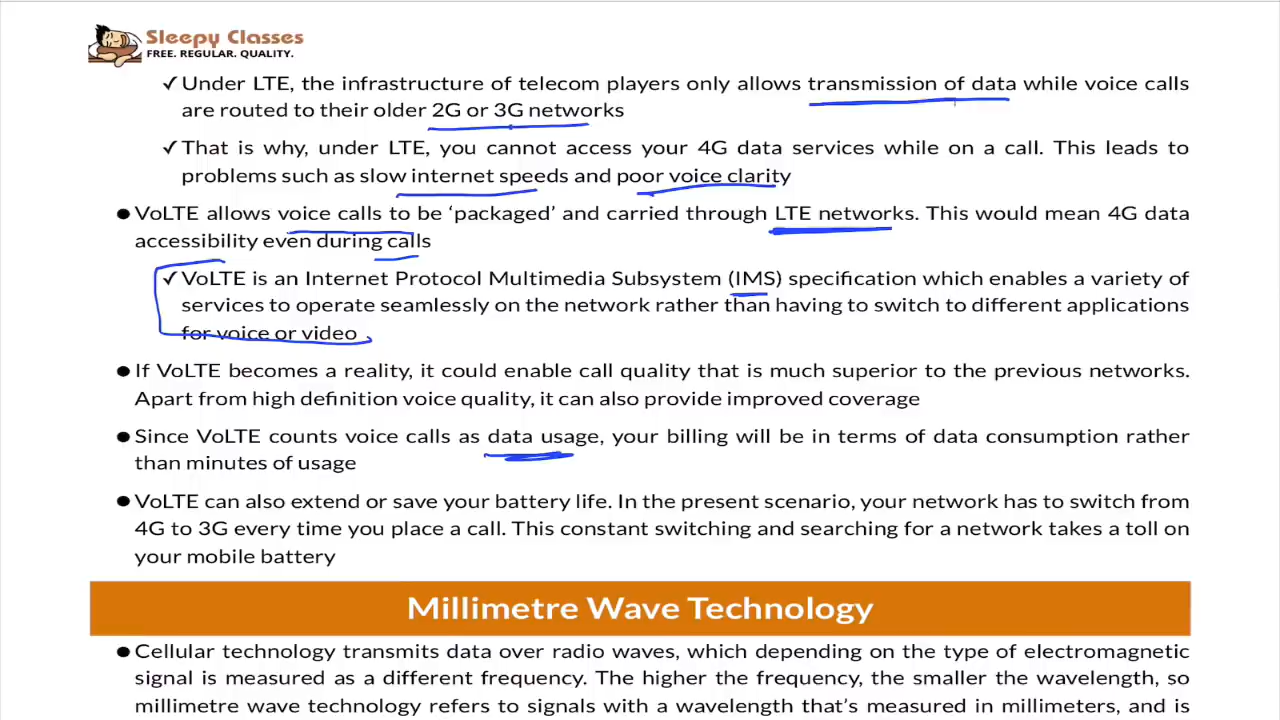 Sleepy Classes
FREE. REGULAR. QUALITY.
✓ Under LTE, the infrastructure of telecom players only allows transmission of data while voice calls
are routed to their older 2G or 3G networks
✓ That is why, under LTE, you cannot access your 4G data services while on a call. This leads to
problems such as slow internet speeds and poor voice clarity
● VoLTE allows voice calls to be ‘packaged’ and carried through LTE networks. This would mean 4G data
accessibility even during calls
✓ VoLTE is an Internet Protocol Multimedia Subsystem (IMS) specification which enables a variety of
services to operate seamlessly on the network rather than having to switch to different applications
for voice or video
● If VoLTE becomes a reality, it could enable call quality that is much superior to the previous networks.
Apart from high definition voice quality, it can also provide improved coverage
● Since VoLTE counts voice calls as data usage, your billing will be in terms of data consumption rather
than minutes of usage
● VoLTE can also extend or save your battery life. In the present scenario, your network has to switch from
4G to 3G every time you place a call. This constant switching and searching for a network takes a toll on
your mobile battery
Millimetre Wave Technology
● Cellular technology transmits data over radio waves, which depending on the type of electromagnetic
signal is measured as a different frequency. The higher the frequency, the smaller the wavelength, so
millimetre wave technology refers to signals with a wavelength that's measured in millimeters, and is